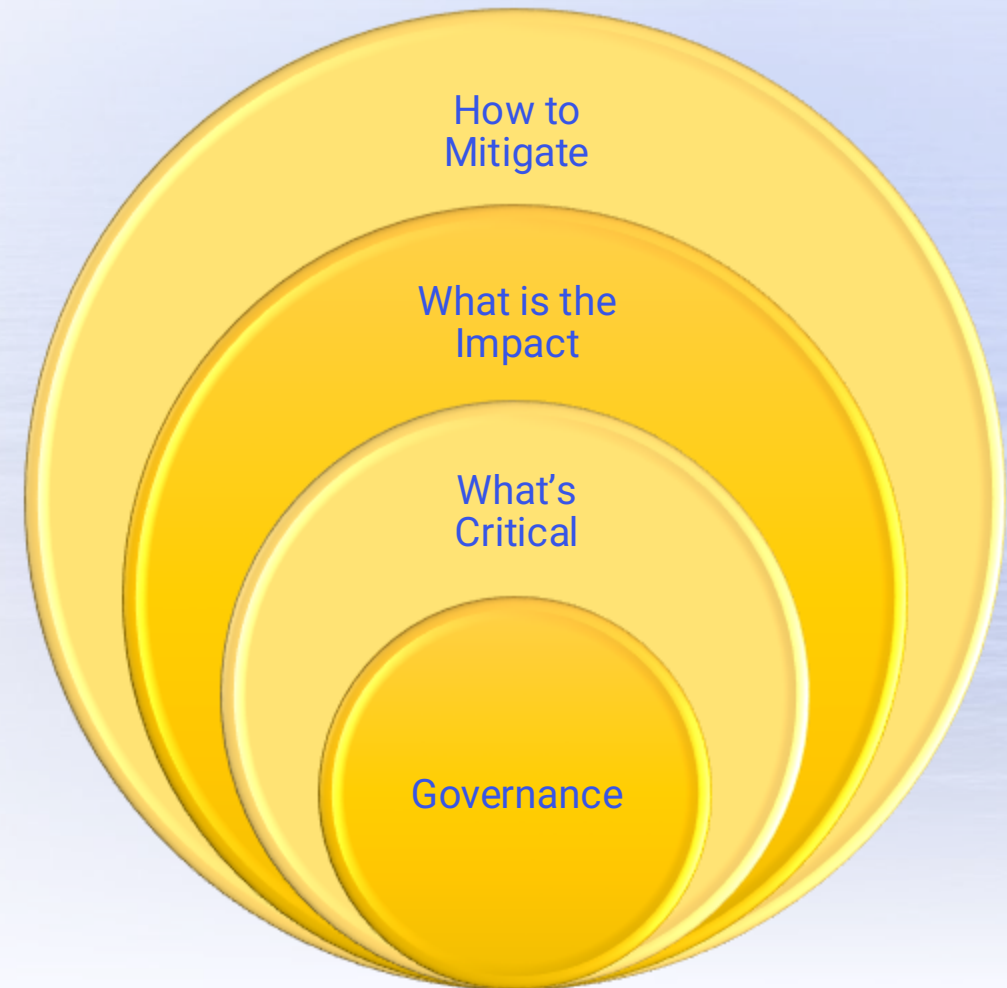 How to
Mitigate
What is the
Impact
What’s
Critical
Governance